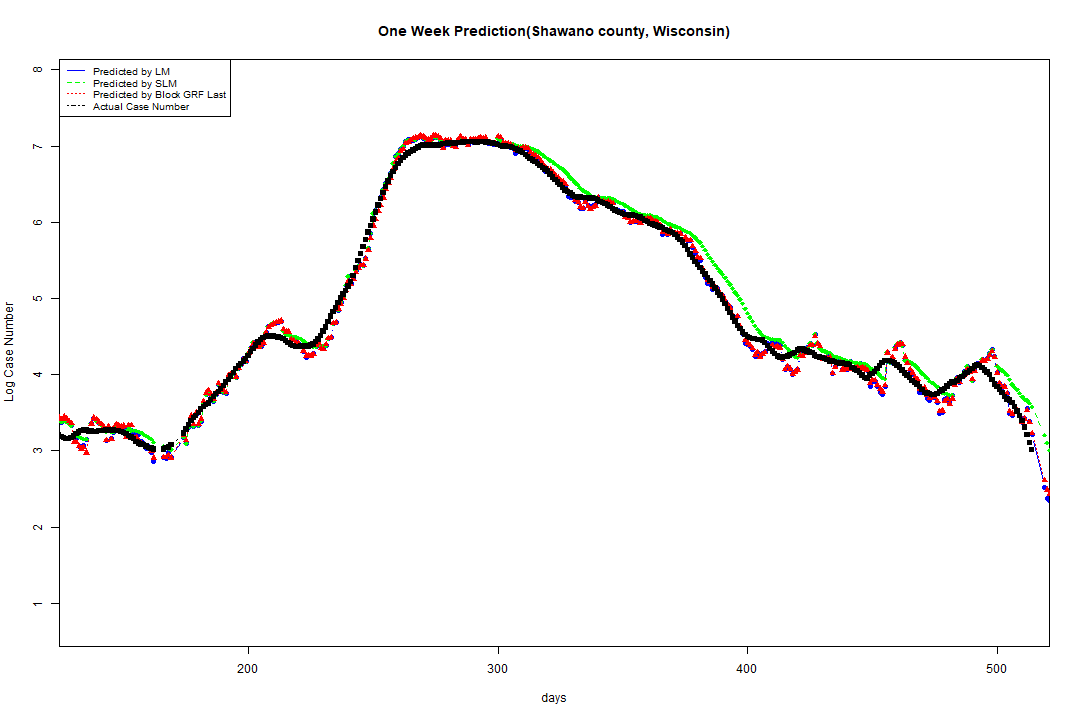 One Week Prediction(Shawano county, Wisconsin)
Predicted by LM
Predicted by SLM
Predicted by Block GRF Last
Actual Case Number
Log Case Number
8
7
6
5
4
3
2
1
200
300
400
500
days